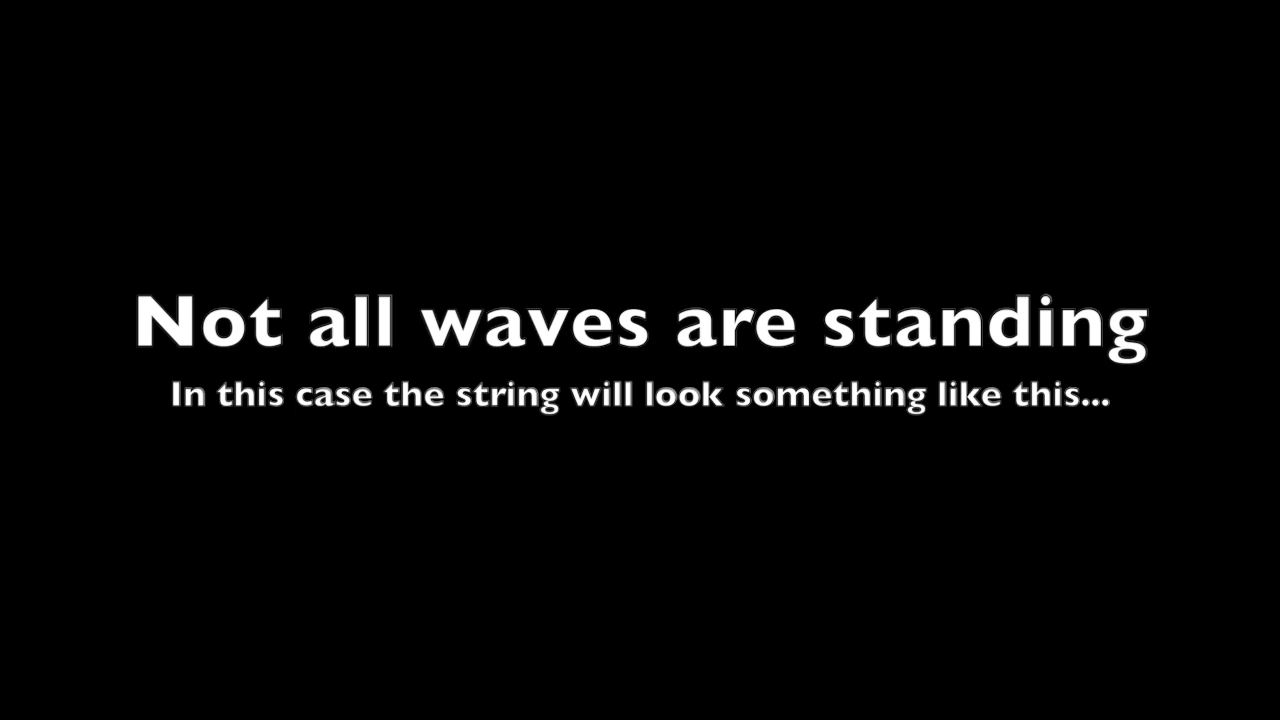 Not all waves are standing
In this case the string will look something like this...